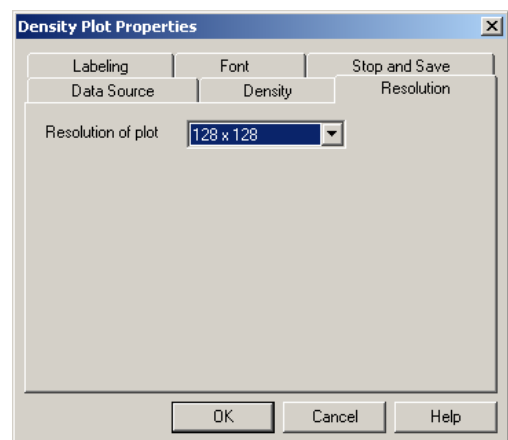 Density Plot Properties
Labeling Font Stop and Save
Data Source Density Resolution
Resolution of plot 128 x 128
OK Cancel Help